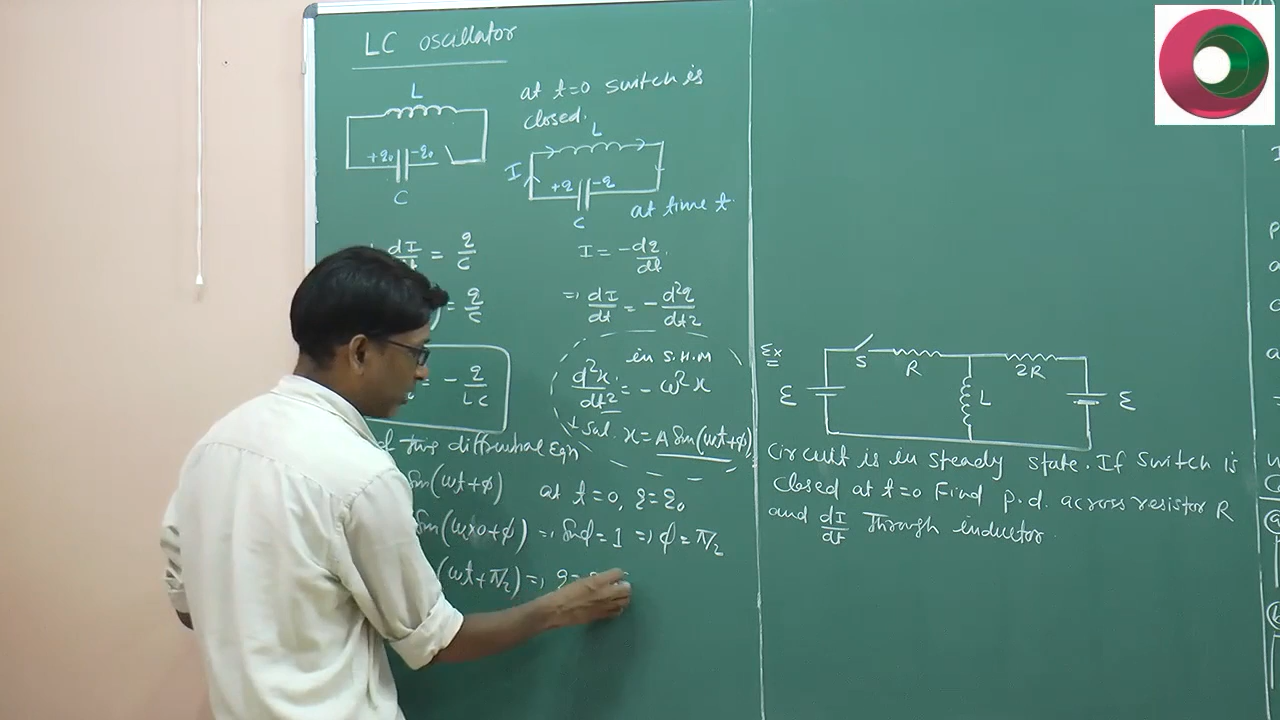 LC oscillator
L
+q₀ -q₀
C
at t=0 switch is
closed.
L
I
+q -q
C
at time t.
dI/dt = q/C
= q/C
= - q/LC
I = -dq/dt
=> dI/dt = -d²q/dt²
in S.H.M
d²x/dt² = -ω²x
Sol. x = A Sin(ωt+φ)
of this diffrential Eqn
Sin(ωt+φ) at t=0, q=q₀
Sin(ω×0+φ) => Sinφ=1 => φ=π/2
(ωt+π/2) => q=
Ex
S R 2R
ε L ε
Circuit is in steady state. If switch is
closed at t=0 Find p.d. across resistor R
and dI/dt Through inductor.